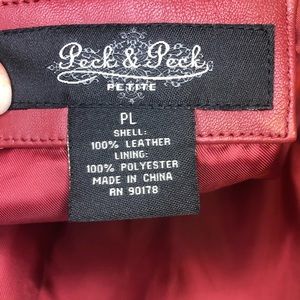 Peck & Peck
PETITE
PL
SHELL:
100% LEATHER
LINING:
100% POLYESTER
MADE IN CHINA
RN 90178